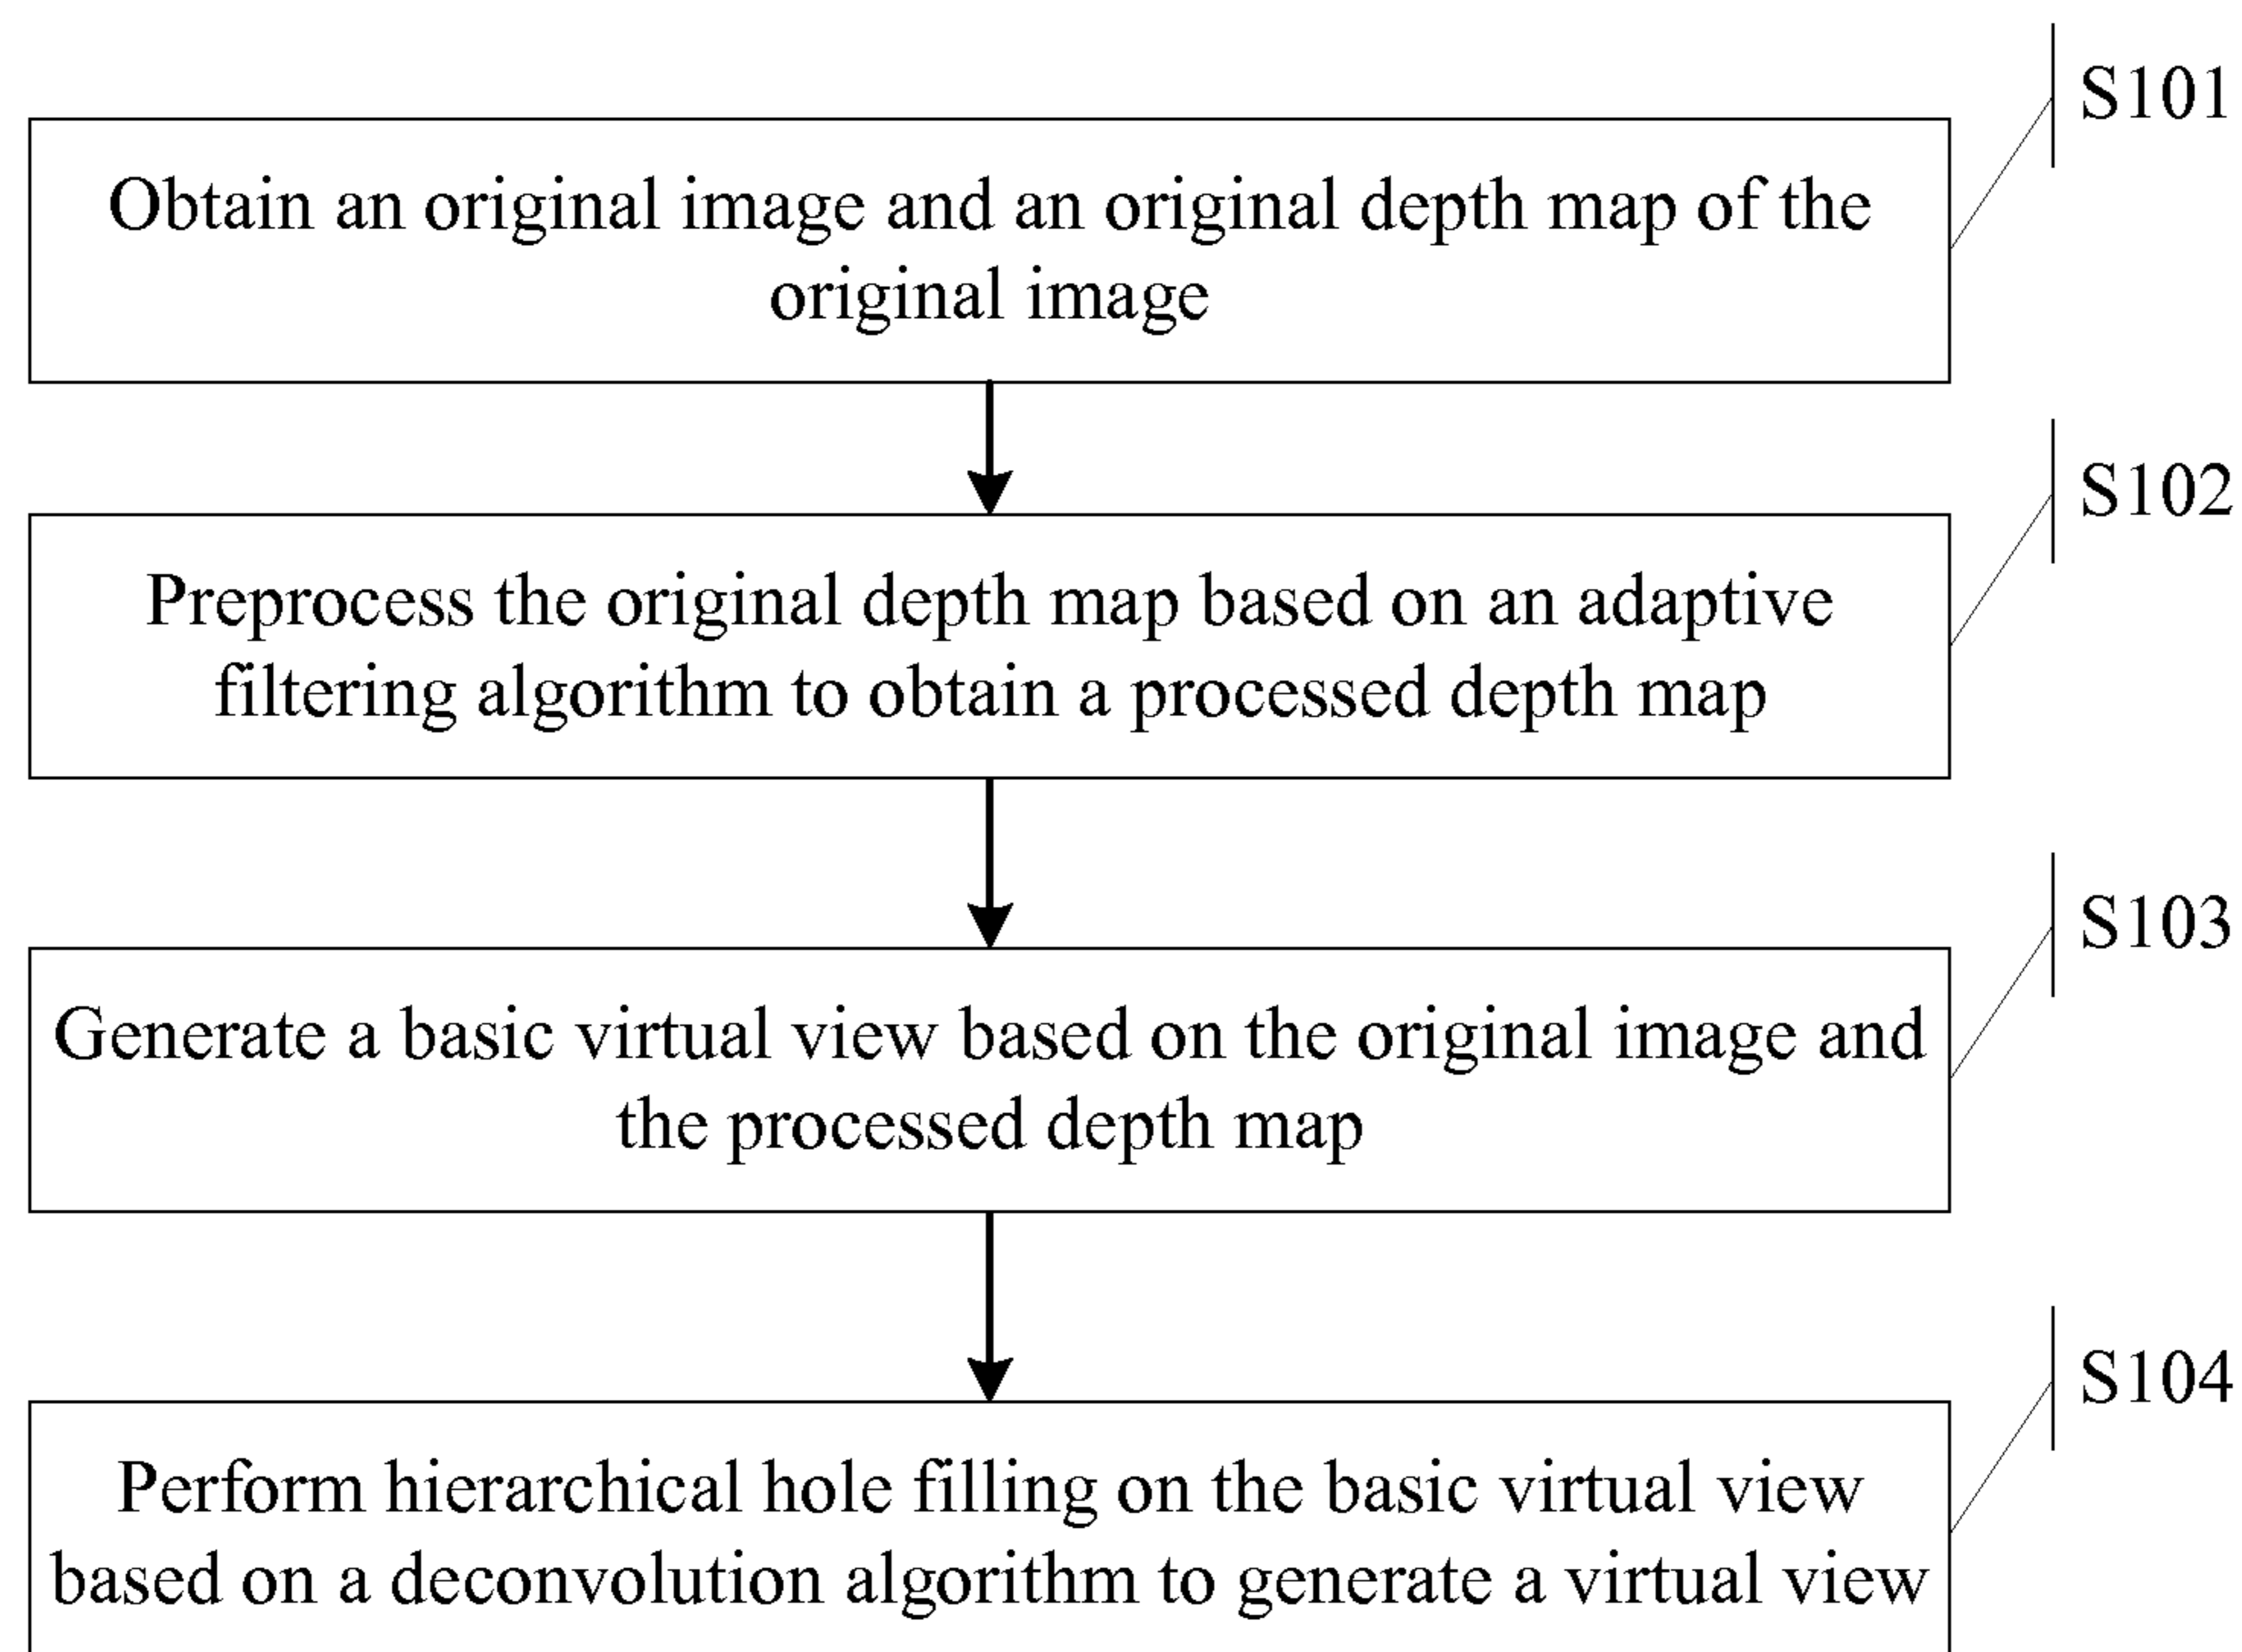 S101
Obtain an original image and an original depth map of the
original image
S102
Preprocess the original depth map based on an adaptive
filtering algorithm to obtain a processed depth map
S103
Generate a basic virtual view based on the original image and
the processed depth map
S104
Perform hierarchical hole filling on the basic virtual view
based on a deconvolution algorithm to generate a virtual view